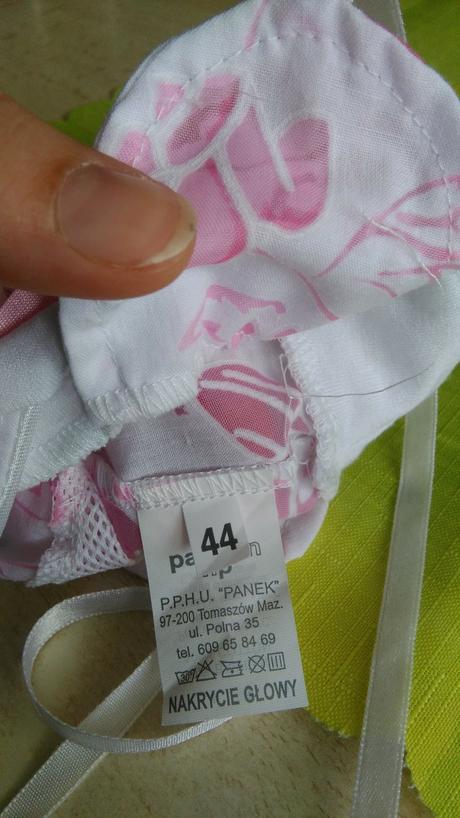 44
P.P.H.U. "PANEK"
97-200 Tomaszów Maz.
ul. Polna 35
tel. 609 65 84 69
NAKRYCIE GŁOWY